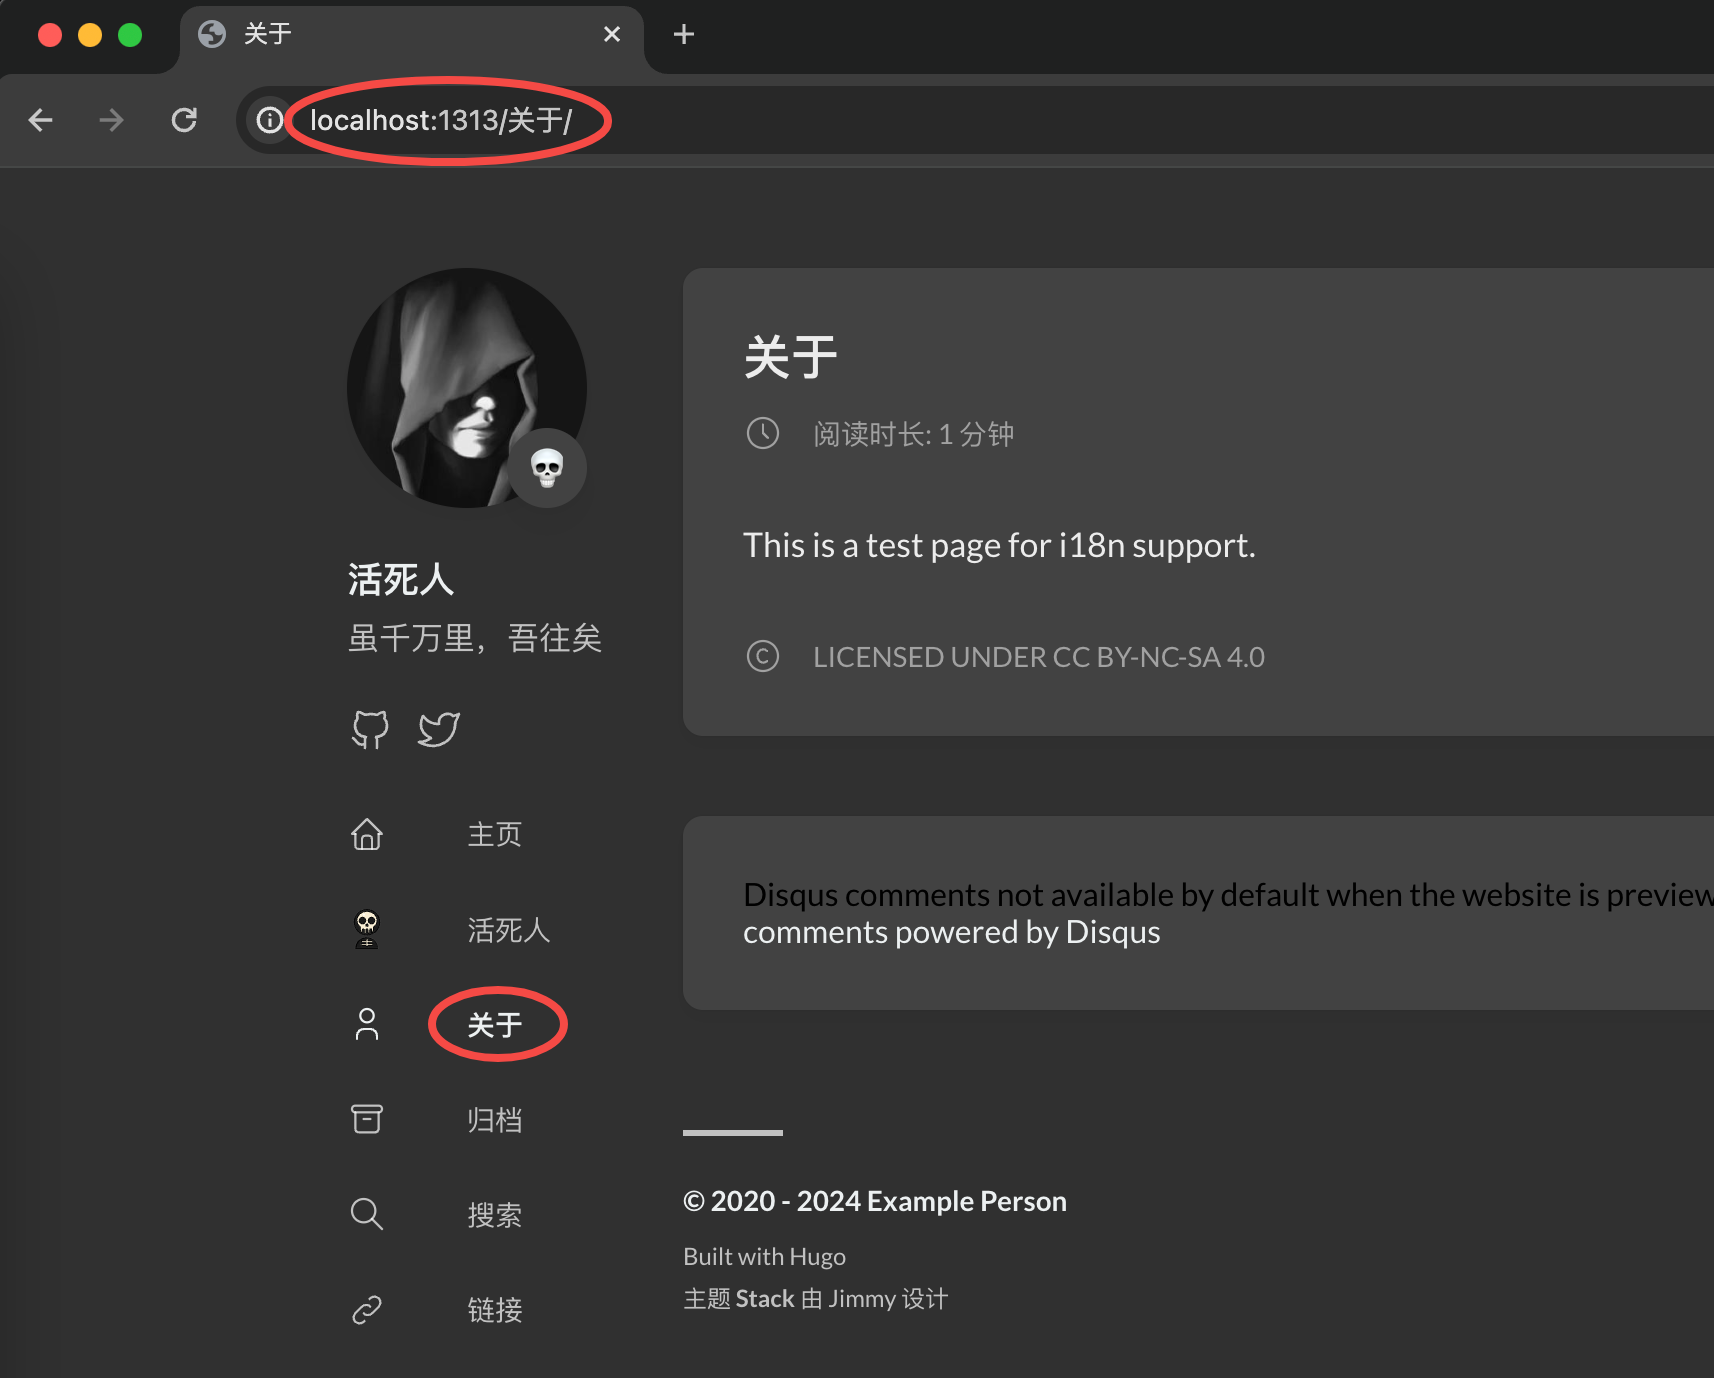 关于
localhost:1313/关于/
活死人
虽千万里，吾往矣
主页
活死人
关于
归档
搜索
链接
关于
阅读时长: 1 分钟
This is a test page for i18n support.
LICENSED UNDER CC BY-NC-SA 4.0
Disqus comments not available by default when the website is preview
comments powered by Disqus
© 2020 - 2024 Example Person
Built with Hugo
主题 Stack 由 Jimmy 设计